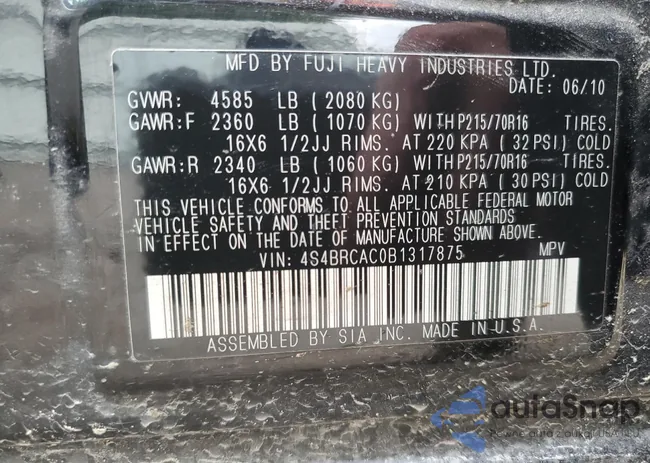 MFD BY FUJI HEAVY INDUSTRIES LTD.
DATE: 06/10
GVWR: 4585 LB (2080 KG)
GAWR:F 2360 LB (1070 KG) WITH P215/70R16 TIRES.
16X6 1/2JJ RIMS. AT 220 KPA (32 PSI) COLD
GAWR:R 2340 LB (1060 KG) WITH P215/70R16 TIRES.
16X6 1/2JJ RIMS. AT 210 KPA (30 PSI) COLD
THIS VEHICLE CONFORMS TO ALL APPLICABLE FEDERAL MOTOR
VEHICLE SAFETY AND THEFT PREVENTION STANDARDS
IN EFFECT ON THE DATE OF MANUFACTURE SHOWN ABOVE.
VIN: 4S4BRCAC0B1317875 MPV
ASSEMBLED BY SIA INC. MADE IN U.S.A.
autoSnap